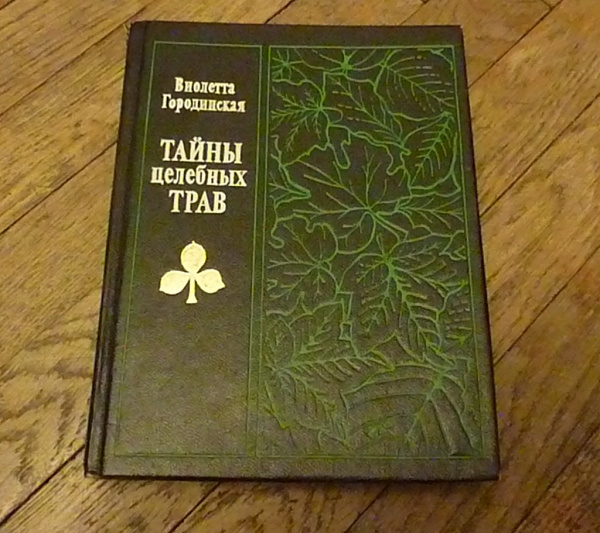 Виолетта
Городинская
ТАЙНЫ
целебных
ТРАВ